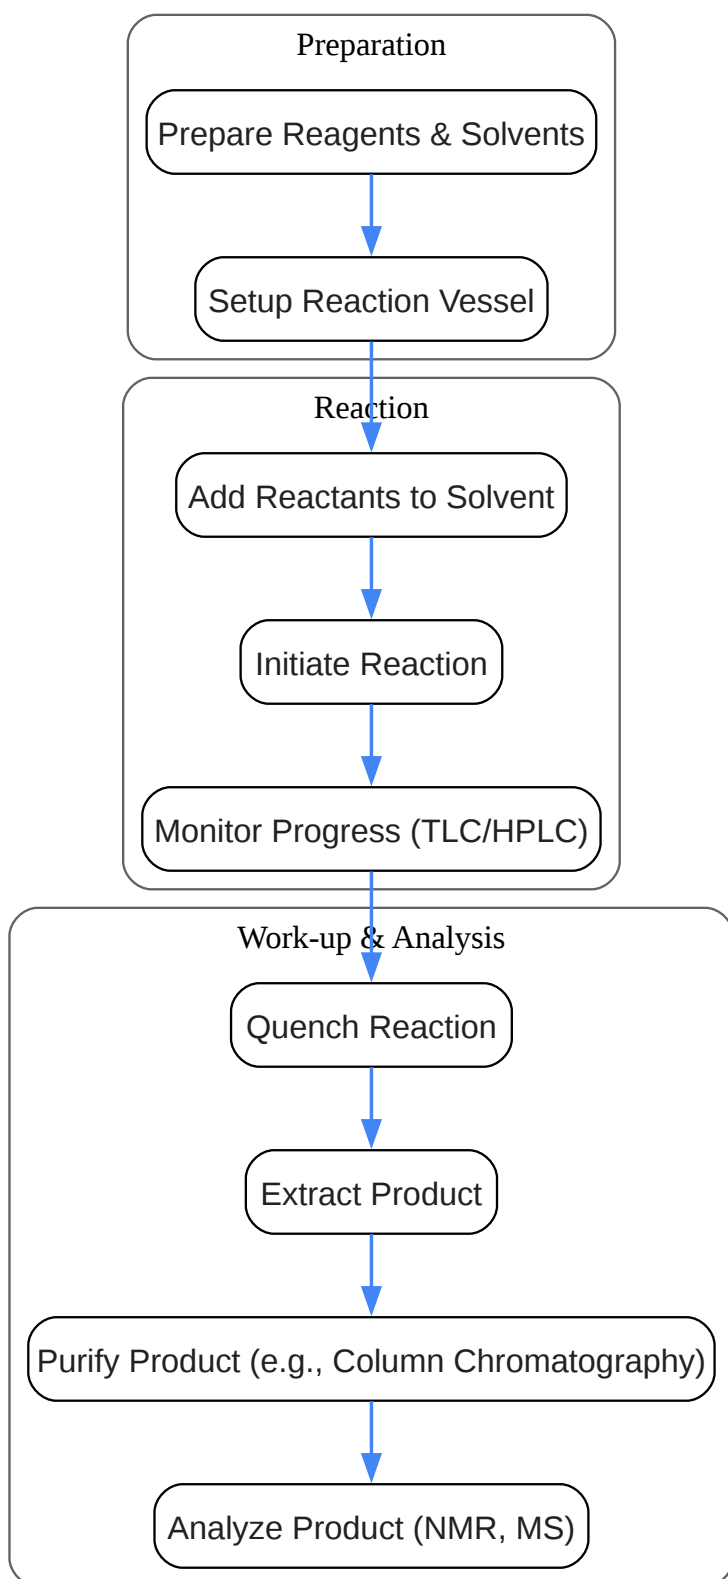 Preparation
Prepare Reagents & Solvents
Setup Reaction Vessel
Reaction
Add Reactants to Solvent
Initiate Reaction
Monitor Progress (TLC/HPLC)
Work-up & Analysis
Quench Reaction
Extract Product
Purify Product (e.g., Column Chromatography)
Analyze Product (NMR, MS)